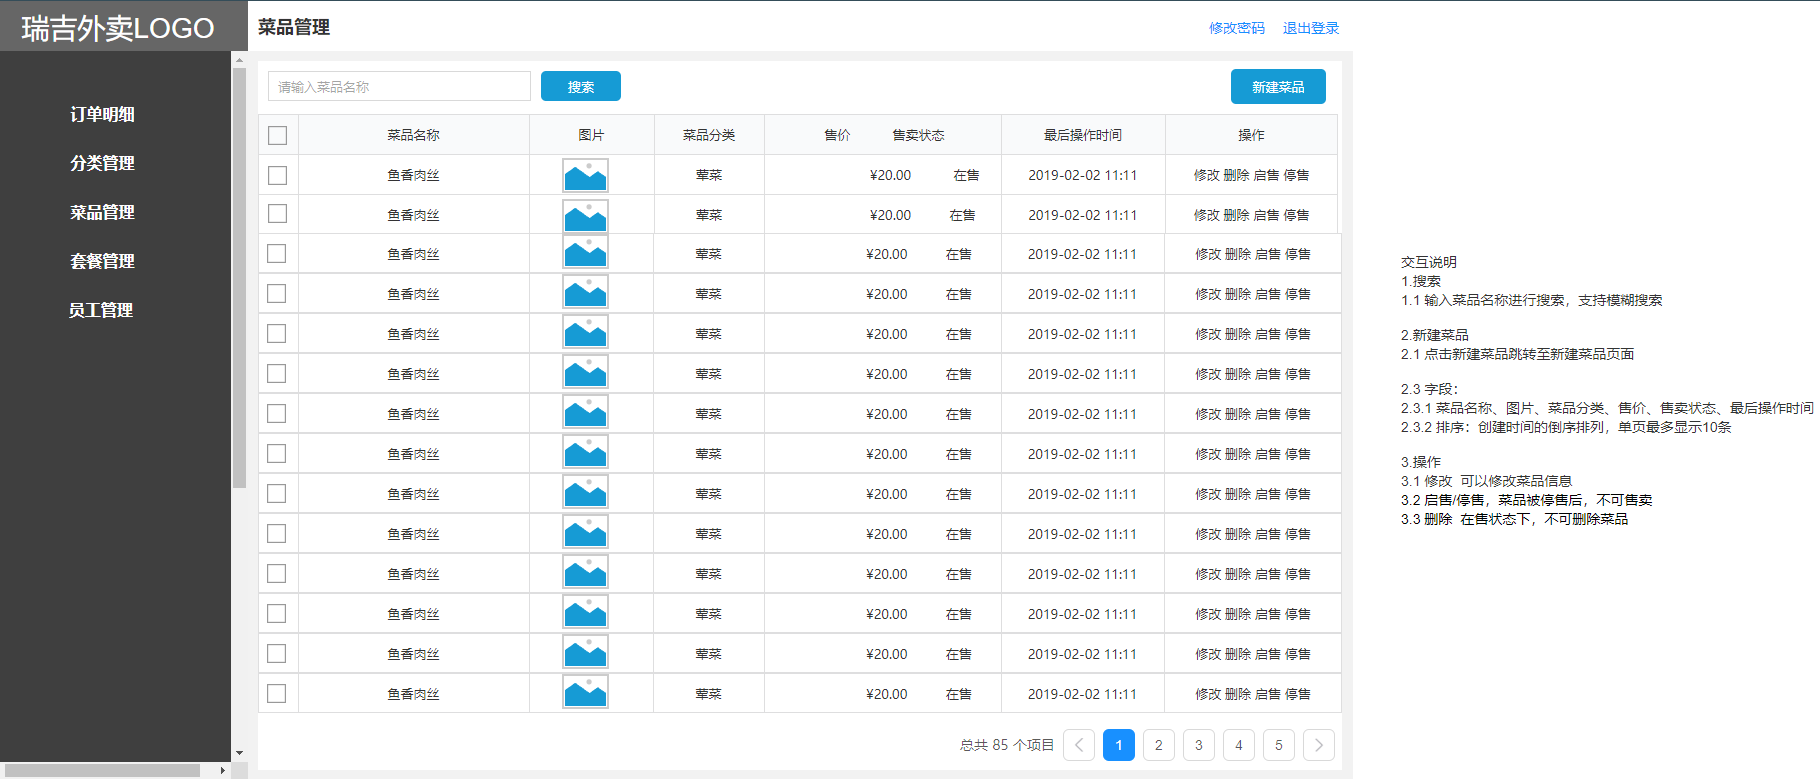 瑞吉外卖LOGO
菜品管理
修改密码 退出登录
订单明细
分类管理
菜品管理
套餐管理
员工管理
请输入菜品名称 搜索 新建菜品
菜品名称 图片 菜品分类 售价 售卖状态 最后操作时间 操作
鱼香肉丝 荤菜 ¥20.00 在售 2019-02-02 11:11 修改 删除 启售 停售
鱼香肉丝 荤菜 ¥20.00 在售 2019-02-02 11:11 修改 删除 启售 停售
鱼香肉丝 荤菜 ¥20.00 在售 2019-02-02 11:11 修改 删除 启售 停售
鱼香肉丝 荤菜 ¥20.00 在售 2019-02-02 11:11 修改 删除 启售 停售
鱼香肉丝 荤菜 ¥20.00 在售 2019-02-02 11:11 修改 删除 启售 停售
鱼香肉丝 荤菜 ¥20.00 在售 2019-02-02 11:11 修改 删除 启售 停售
鱼香肉丝 荤菜 ¥20.00 在售 2019-02-02 11:11 修改 删除 启售 停售
鱼香肉丝 荤菜 ¥20.00 在售 2019-02-02 11:11 修改 删除 启售 停售
鱼香肉丝 荤菜 ¥20.00 在售 2019-02-02 11:11 修改 删除 启售 停售
鱼香肉丝 荤菜 ¥20.00 在售 2019-02-02 11:11 修改 删除 启售 停售
鱼香肉丝 荤菜 ¥20.00 在售 2019-02-02 11:11 修改 删除 启售 停售
鱼香肉丝 荤菜 ¥20.00 在售 2019-02-02 11:11 修改 删除 启售 停售
鱼香肉丝 荤菜 ¥20.00 在售 2019-02-02 11:11 修改 删除 启售 停售
鱼香肉丝 荤菜 ¥20.00 在售 2019-02-02 11:11 修改 删除 启售 停售
总共 85 个项目 1 2 3 4 5
交互说明
1.搜索
1.1 输入菜品名称进行搜索，支持模糊搜索
2.新建菜品
2.1 点击新建菜品跳转至新建菜品页面
2.3 字段：
2.3.1 菜品名称、图片、菜品分类、售价、售卖状态、最后操作时间
2.3.2 排序：创建时间的倒序排列，单页最多显示10条
3.操作
3.1 修改 可以修改菜品信息
3.2 启售/停售，菜品被停售后，不可售卖
3.3 删除 在售状态下，不可删除菜品